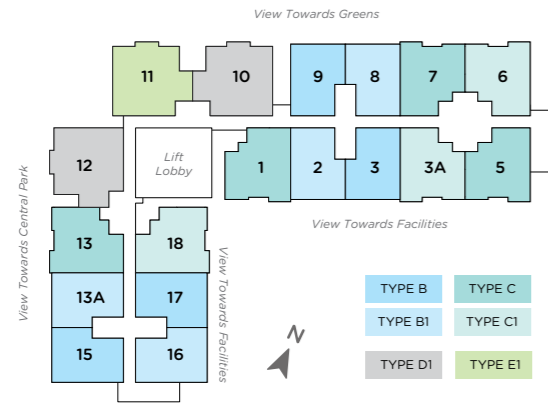 View Towards Greens
11
10
9
8
7
6
12
Lift
Lobby
1
2
3
3A
5
View Towards Central Park
View Towards Facilities
13
18
13A
17
View Towards Facilities
15
16
N
TYPE B
TYPE C
TYPE B1
TYPE C1
TYPE D1
TYPE E1